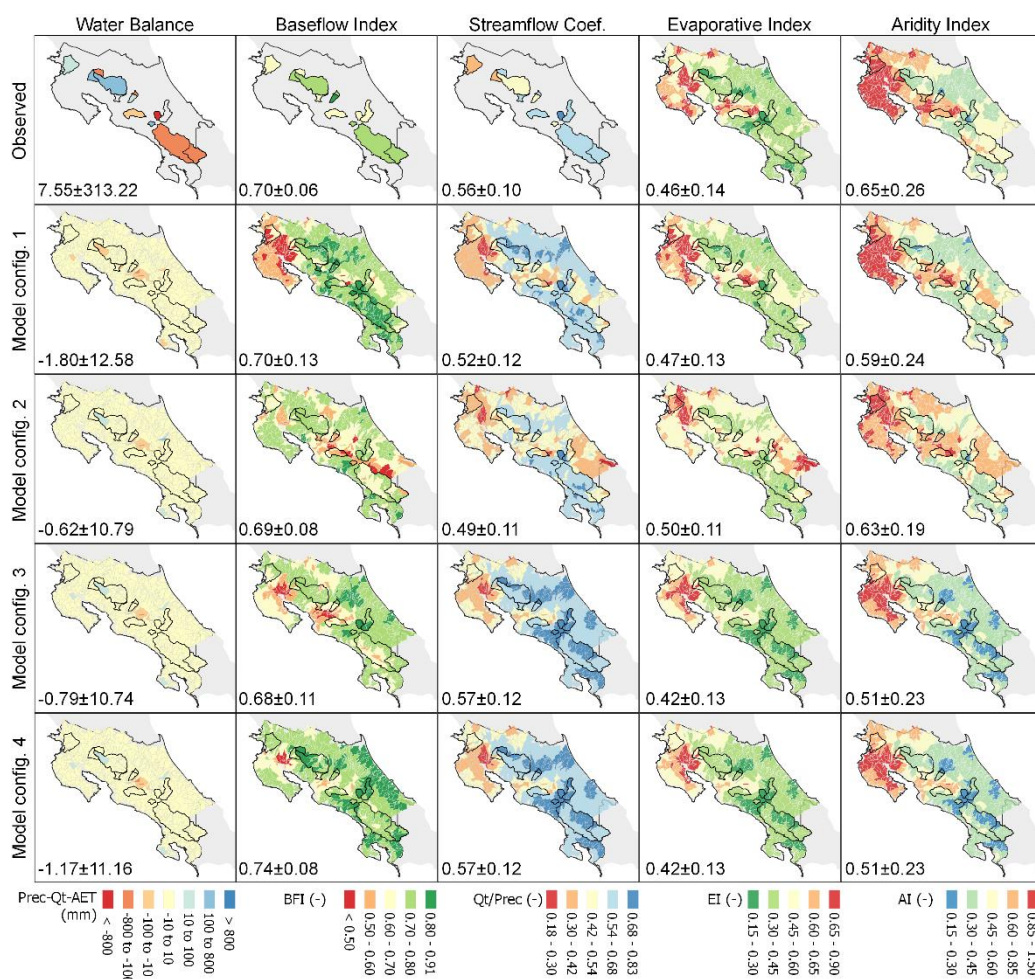 Water Balance Baseflow Index Streamflow Coef. Evaporative Index Aridity Index
Observed
7.55±313.22 0.70±0.06 0.56±0.10 0.46±0.14 0.65±0.26
Model config. 1
-1.80±12.58 0.70±0.13 0.52±0.12 0.47±0.13 0.59±0.24
Model config. 2
-0.62±10.79 0.69±0.08 0.49±0.11 0.50±0.11 0.63±0.19
Model config. 3
-0.79±10.74 0.68±0.11 0.57±0.12 0.42±0.13 0.51±0.23
Model config. 4
-1.17±11.16 0.74±0.08 0.57±0.12 0.42±0.13 0.51±0.23
Prec-Qt-AET
(mm)
< -800
-800 to -100
-100 to -10
-10 to 10
10 to 100
100 to 800
> 800
BFI (-)
< 0.50
0.50 - 0.60
0.60 - 0.70
0.70 - 0.80
0.80 - 0.91
Qt/Prec (-)
0.18 - 0.30
0.30 - 0.42
0.42 - 0.54
0.54 - 0.68
0.68 - 0.83
EI (-)
0.15 - 0.30
0.30 - 0.45
0.45 - 0.60
0.60 - 0.65
0.65 - 0.90
AI (-)
0.15 - 0.30
0.30 - 0.45
0.45 - 0.60
0.60 - 0.85